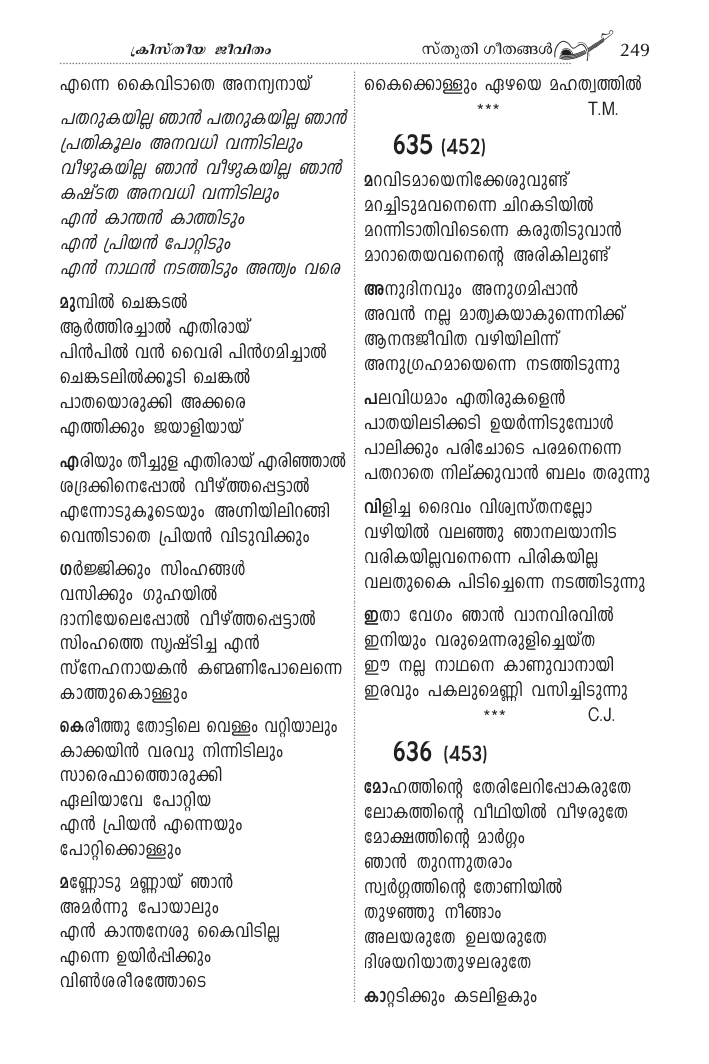 ക്രിസ്തീയ ജീവിതം
സ്തുതി ഗീതങ്ങൾ 249
എന്നെ കൈവിടാതെ അനന്യനായ്
പതറുകയില്ല ഞാൻ പതറുകയില്ല ഞാൻ
പ്രതികൂലം അനവധി വന്നിടിലും
വീഴുകയില്ല ഞാൻ വീഴുകയില്ല ഞാൻ
കഷ്ടത അനവധി വന്നിടിലും
എൻ കാന്തൻ കാത്തിടും
എൻ പ്രിയൻ പോറ്റിടും
എൻ നാഥൻ നടത്തിടും അന്ത്യം വരെ
മുമ്പിൽ ചെങ്കടൽ
ആർത്തിരച്ചാൽ എതിരായ്
പിൻപിൽ വൻ വൈരി പിൻഗമിച്ചാൽ
ചെങ്കടലിൽക്കൂടി ചെങ്കൽ
പാതയൊരുക്കി അക്കരെ
എത്തിക്കും ജയാളിയായ്
എരിയും തീച്ചുള എതിരായ് എരിഞ്ഞാൽ
ശദ്രക്കിനെപ്പോൽ വീഴ്ത്തപ്പെട്ടാൽ
എന്നോടുകൂടെയും അഗ്നിയിലിറങ്ങി
വെന്തിടാതെ പ്രിയൻ വിടുവിക്കും
ഗർജ്ജിക്കും സിംഹങ്ങൾ
വസിക്കും ഗുഹയിൽ
ദാനിയേലെപ്പോൽ വീഴ്ത്തപ്പെട്ടാൽ
സിംഹത്തെ സൃഷ്ടിച്ച എൻ
സ്നേഹനായകൻ കണ്മണിപോലെന്നെ
കാത്തുകൊള്ളും
കെരീത്തു തോട്ടിലെ വെള്ളം വറ്റിയാലും
കാക്കയിൻ വരവു നിന്നിടിലും
സാരെഫാത്തൊരുക്കി
ഏലിയാവേ പോറ്റിയ
എൻ പ്രിയൻ എന്നെയും
പോറ്റിക്കൊള്ളും
മണ്ണോടു മണ്ണായ് ഞാൻ
അമർന്നു പോയാലും
എൻ കാന്തനേശു കൈവിടില്ല
എന്നെ ഉയിർപ്പിക്കും
വിൺശരീരത്തോടെ
കൈക്കൊള്ളും ഏഴയെ മഹത്വത്തിൽ
*** T.M.
635 (452)
മറവിടമായെനിക്കേശുവുണ്ട്
മറച്ചിടുമവനെന്നെ ചിറകടിയിൽ
മറന്നിടാതിവിടെന്നെ കരുതിടുവാൻ
മാറാതെയവനെന്റെ അരികിലുണ്ട്
അനുദിനവും അനുഗമിപ്പാൻ
അവൻ നല്ല മാതൃകയാകുന്നെനിക്ക്
ആനന്ദജീവിത വഴിയിലിന്ന്
അനുഗ്രഹമായെന്നെ നടത്തിടുന്നു
പലവിധമാം എതിരുകളെൻ
പാതയിലടിക്കടി ഉയർന്നിടുമ്പോൾ
പാലിക്കും പരിചോടെ പരമനെന്നെ
പതറാതെ നില്ക്കുവാൻ ബലം തരുന്നു
വിളിച്ച ദൈവം വിശ്വസ്തനല്ലോ
വഴിയിൽ വലഞ്ഞു ഞാനലയാനിട
വരികയില്ലവനെന്നെ പിരികയില്ല
വലതുകൈ പിടിച്ചെന്നെ നടത്തിടുന്നു
ഇതാ വേഗം ഞാൻ വാനവിരവിൽ
ഇനിയും വരുമെന്നരുളിച്ചെയ്ത
ഈ നല്ല നാഥനെ കാണുവാനായി
ഇരവും പകലുമെണ്ണി വസിച്ചിടുന്നു
*** C.J.
636 (453)
മോഹത്തിന്റെ തേരിലേറിപ്പോകരുതേ
ലോകത്തിന്റെ വീഥിയിൽ വീഴരുതേ
മോക്ഷത്തിന്റെ മാർഗ്ഗം
ഞാൻ തുറന്നുതരാം
സ്വർഗ്ഗത്തിന്റെ തോണിയിൽ
തുഴഞ്ഞു നീങ്ങാം
അലയരുതേ ഉലയരുതേ
ദിശയറിയാതുഴലരുതേ
കാറ്റടിക്കും കടലിളകും